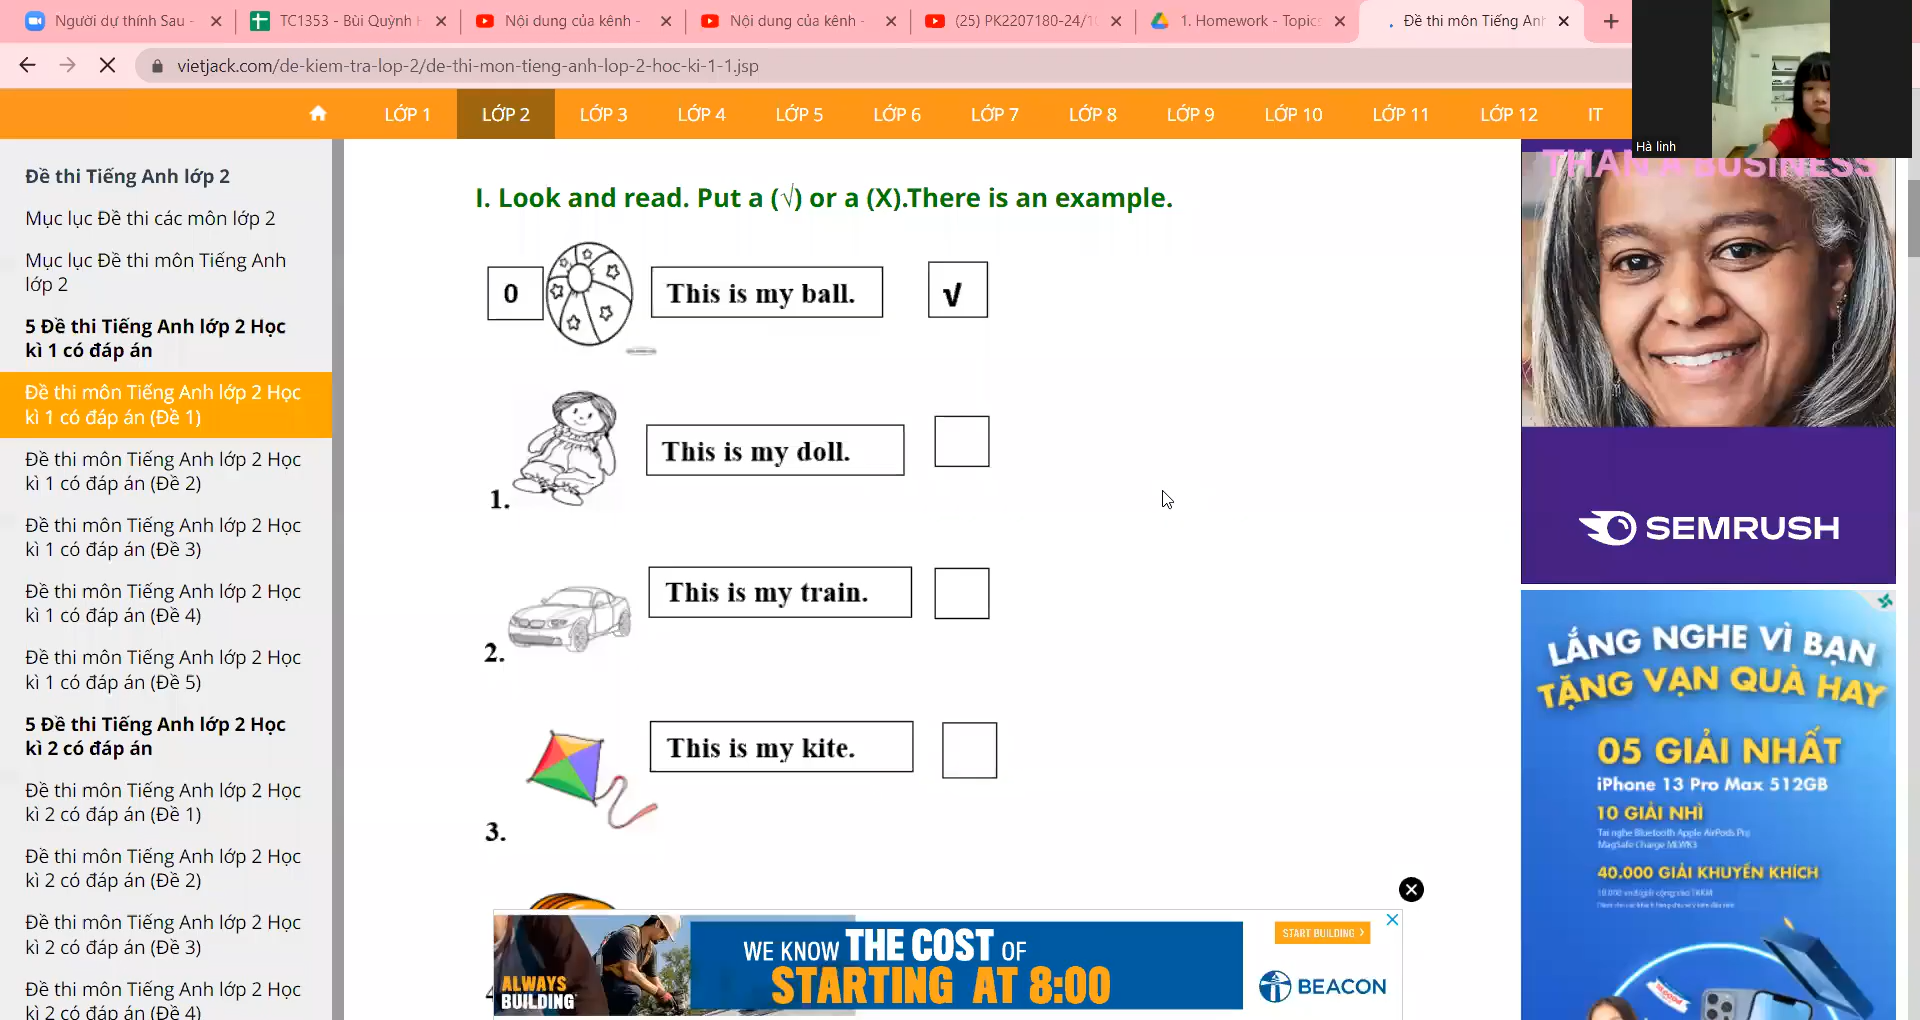 Người dự thính Sau -
TC1353 - Bùi Quỳnh
Nội dung của kênh -
Nội dung của kênh -
(25) PK2207180-24/1
1. Homework - Topics
Đề thi môn Tiếng Anh
vietjack.com/de-kiem-tra-lop-2/de-thi-mon-tieng-anh-lop-2-hoc-ki-1-1.jsp
LỚP 1
LỚP 2
LỚP 3
LỚP 4
LỚP 5
LỚP 6
LỚP 7
LỚP 8
LỚP 9
LỚP 10
LỚP 11
LỚP 12
IT
Hà linh
Đề thi Tiếng Anh lớp 2
Mục lục Đề thi các môn lớp 2
Mục lục Đề thi môn Tiếng Anh
lớp 2
5 Đề thi Tiếng Anh lớp 2 Học
kì 1 có đáp án
Đề thi môn Tiếng Anh lớp 2 Học
kì 1 có đáp án (Đề 1)
Đề thi môn Tiếng Anh lớp 2 Học
kì 1 có đáp án (Đề 2)
Đề thi môn Tiếng Anh lớp 2 Học
kì 1 có đáp án (Đề 3)
Đề thi môn Tiếng Anh lớp 2 Học
kì 1 có đáp án (Đề 4)
Đề thi môn Tiếng Anh lớp 2 Học
kì 1 có đáp án (Đề 5)
5 Đề thi Tiếng Anh lớp 2 Học
kì 2 có đáp án
Đề thi môn Tiếng Anh lớp 2 Học
kì 2 có đáp án (Đề 1)
Đề thi môn Tiếng Anh lớp 2 Học
kì 2 có đáp án (Đề 2)
Đề thi môn Tiếng Anh lớp 2 Học
kì 2 có đáp án (Đề 3)
Đề thi môn Tiếng Anh lớp 2 Học
kì 2 có đáp án (Đề 4)
I. Look and read. Put a (√) or a (X).There is an example.
0
This is my ball.
√
1.
This is my doll.
2.
This is my train.
3.
This is my kite.
ALWAYS
BUILDING
WE KNOW THE COST OF
STARTING AT 8:00
START BUILDING >
BEACON
THAN A BUSINESS
SEMRUSH
LẮNG NGHE VÌ BẠN
TẶNG VẠN QUÀ HAY
05 GIẢI NHẤT
iPhone 13 Pro Max 512GB
10 GIẢI NHÌ
Tai nghe Bluetooth Apple AirPods Pro
MagSafe Charge MLWK3
40.000 GIẢI KHUYẾN KHÍCH